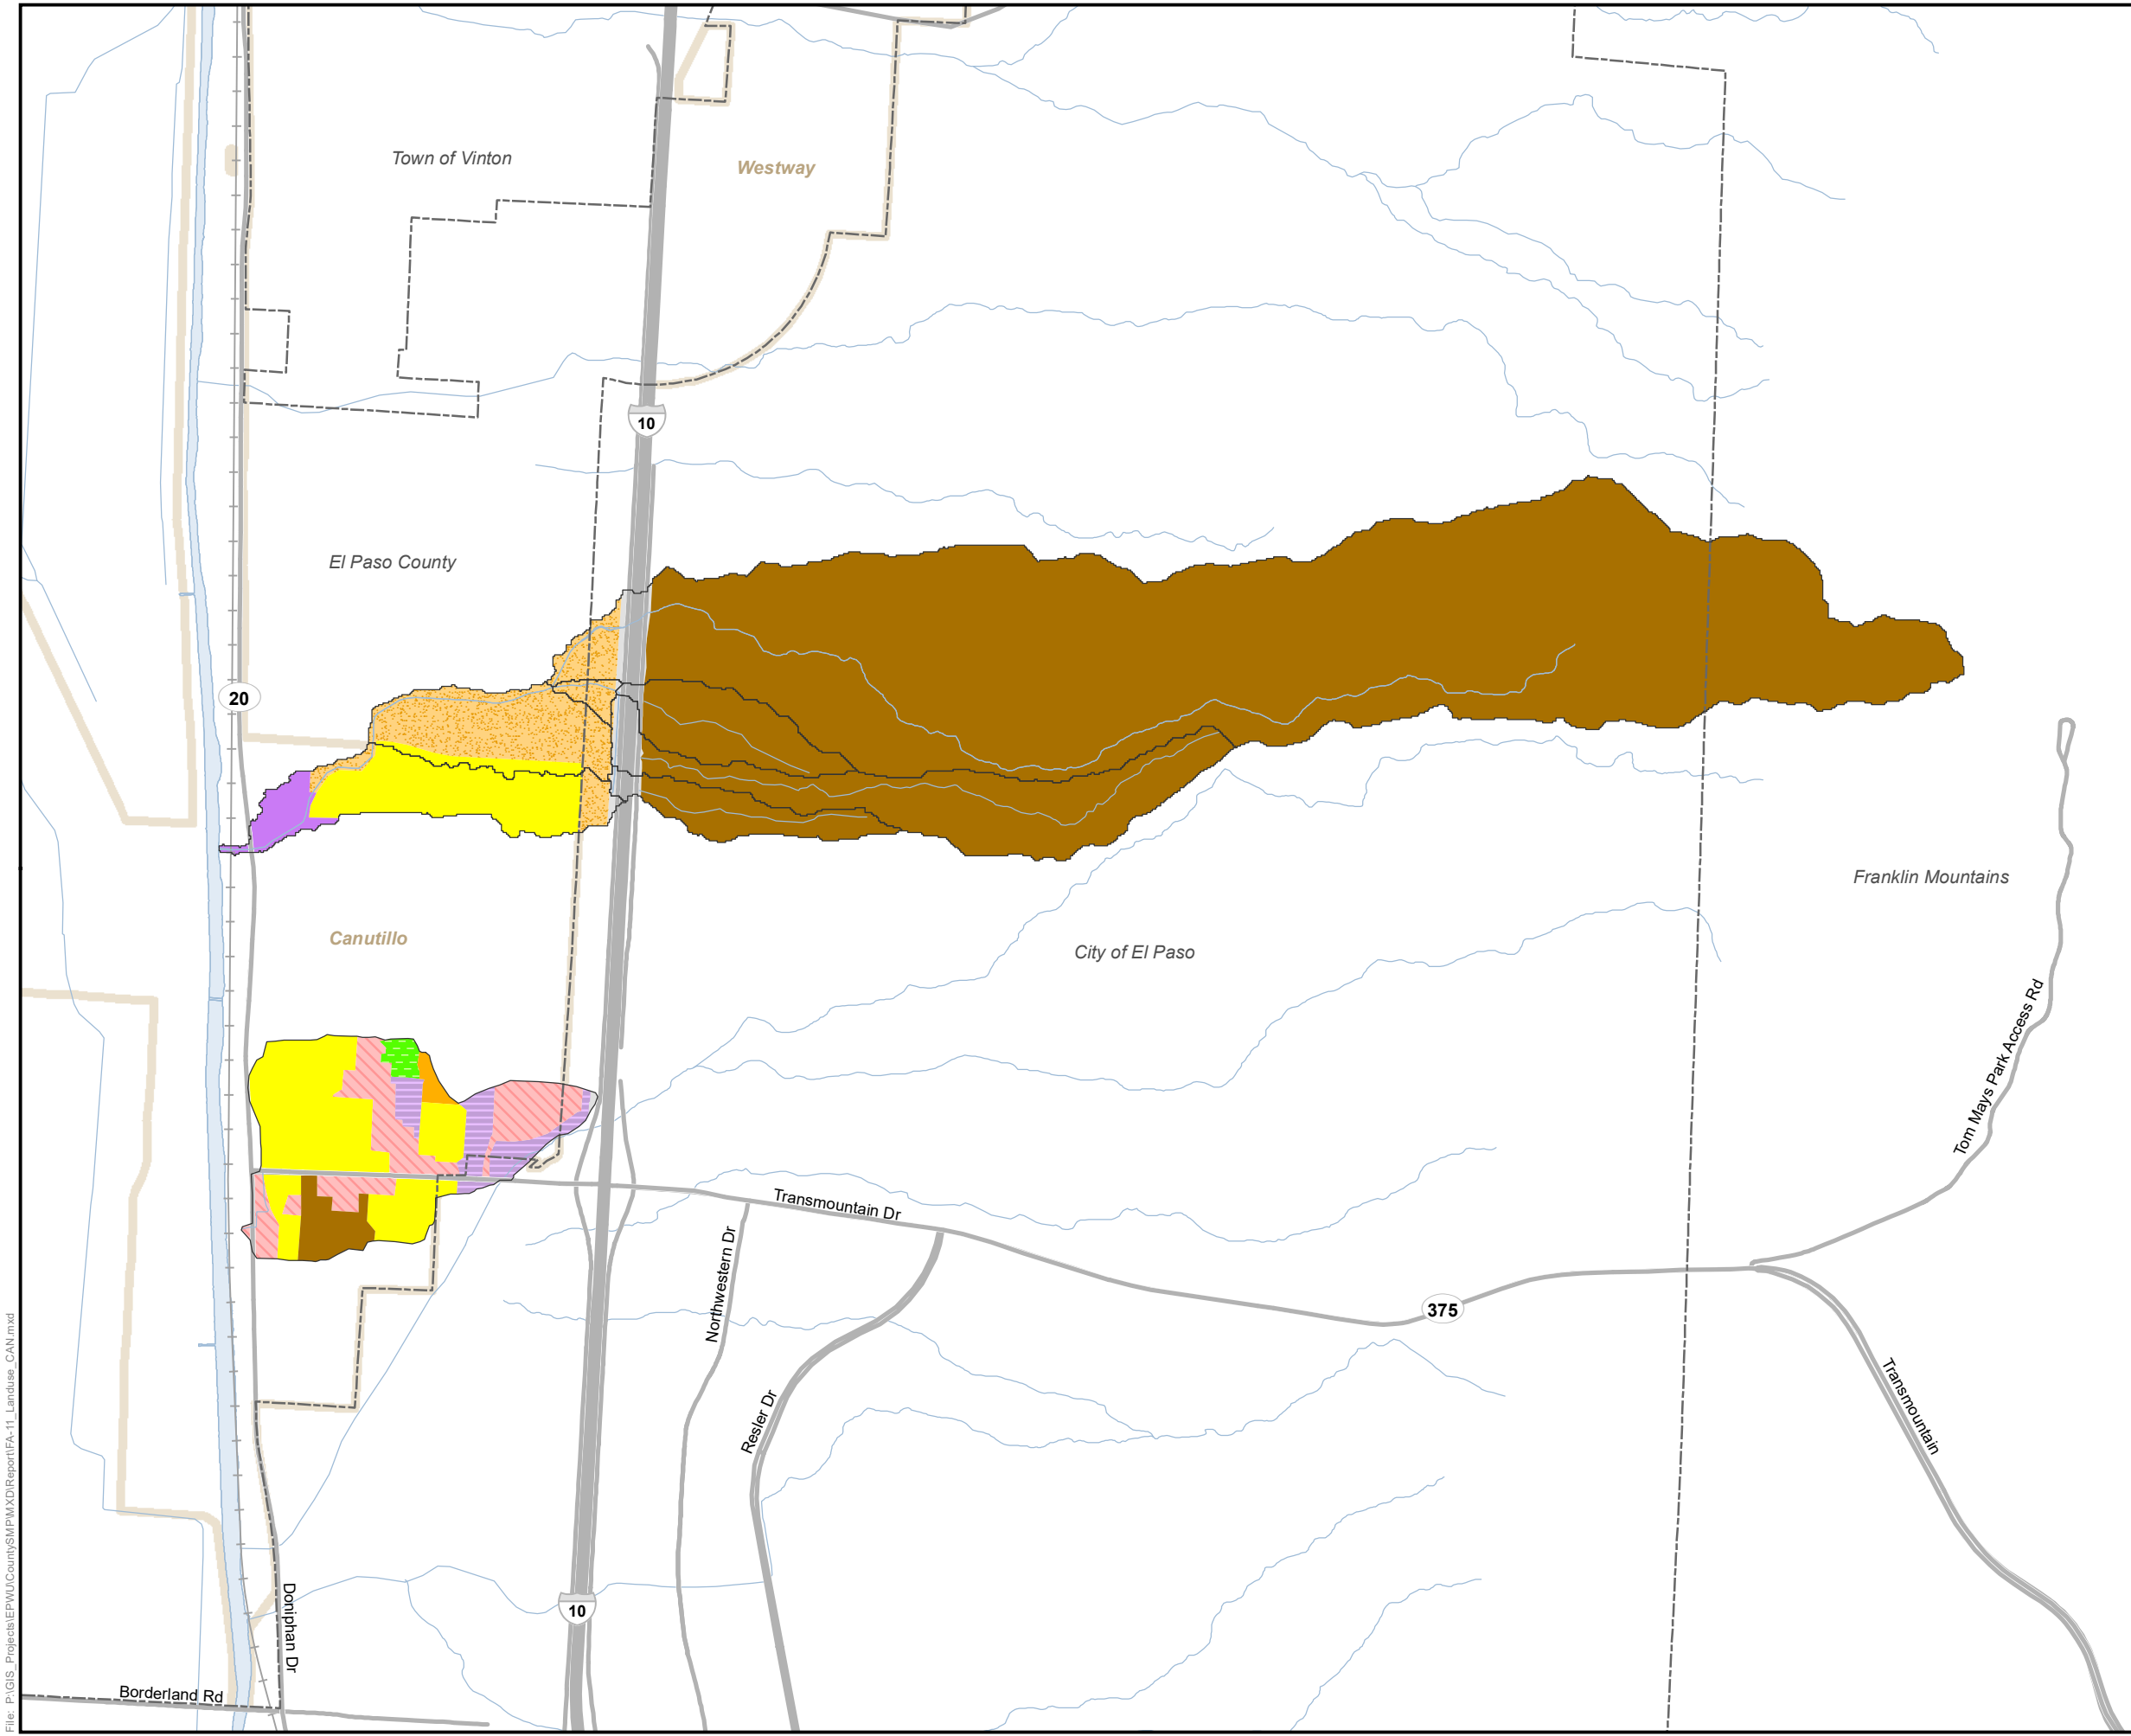 Town of Vinton
Westway
10
El Paso County
20
Franklin Mountains
Canutillo
City of El Paso
Tom Mays Park Access Rd
Transmountain Dr
Northwestern Dr
375
Resler Dr
Transmountain
10
Doniphan Dr
Borderland Rd
File: P:\GIS_Projects\EPWU\CountySMP\MXD\Report\FA-11_Landuse_CAN.mxd